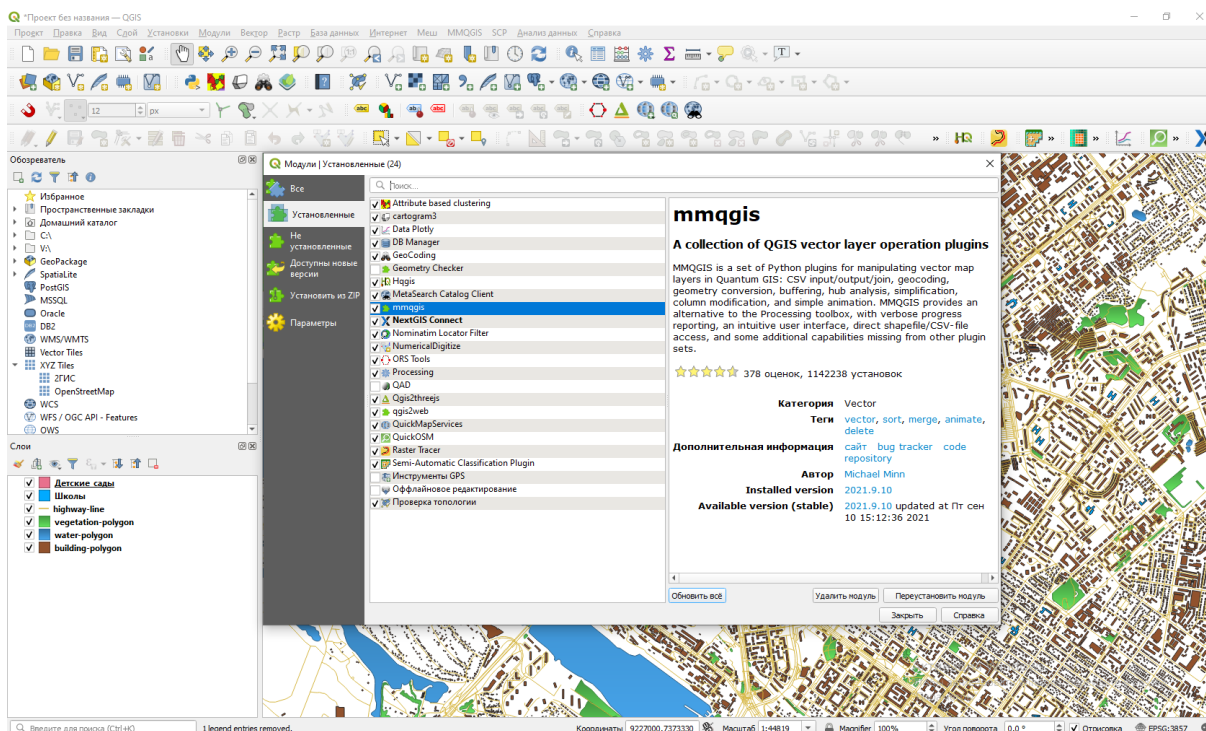 *Проект без названия — QGIS
Проект Правка Вид Слой Установки Модули Вектор Растр База данных Интернет Меш MMQGIS SCP Анализ данных Справка
12 px
abc abc abc
Обозреватель
Избранное
Пространственные закладки
Домашний каталог
C:\
V:\
GeoPackage
SpatiaLite
PostGIS
MSSQL
Oracle
DB2
WMS/WMTS
Vector Tiles
XYZ Tiles
2ГИС
OpenStreetMap
WCS
WFS / OGC API - Features
OWS
Слои
Детские сады
Школы
highway-line
vegetation-polygon
water-polygon
building-polygon
Модули | Установленные (24)
Все
Установленные
Не установленные
Доступны новые версии
Установить из ZIP
Параметры
Поиск...
Attribute based clustering
cartogram3
Data Plotly
DB Manager
GeoCoding
Geometry Checker
Hqgis
MetaSearch Catalog Client
mmqgis
NextGIS Connect
Nominatim Locator Filter
NumericalDigitize
ORS Tools
Processing
QAD
Qgis2threejs
qgis2web
QuickMapServices
QuickOSM
Raster Tracer
Semi-Automatic Classification Plugin
Инструменты GPS
Оффлайновое редактирование
Проверка топологии
mmqgis
A collection of QGIS vector layer operation plugins
MMQGIS is a set of Python plugins for manipulating vector map
layers in Quantum GIS: CSV input/output/join, geocoding,
geometry conversion, buffering, hub analysis, simplification,
column modification, and simple animation. MMQGIS provides an
alternative to the Processing toolbox, with verbose progress
reporting, an intuitive user interface, direct shapefile/CSV-file
access, and some additional capabilities missing from other plugin
sets.
378 оценок, 1142238 установок
Категория Vector
Теги vector, sort, merge, animate,
delete
Дополнительная информация сайт bug tracker code
repository
Автор Michael Minn
Installed version 2021.9.10
Available version (stable) 2021.9.10 updated at Пт сен
10 15:12:36 2021
Обновить всё Удалить модуль Переустановить модуль
Закрыть Справка
Введите для поиска (Ctrl+K) 1 legend entries removed. Координаты 9227000,7373330 Масштаб 1:44819 Magnifier 100% Угол поворота 0,0 ° Отрисовка EPSG:3857